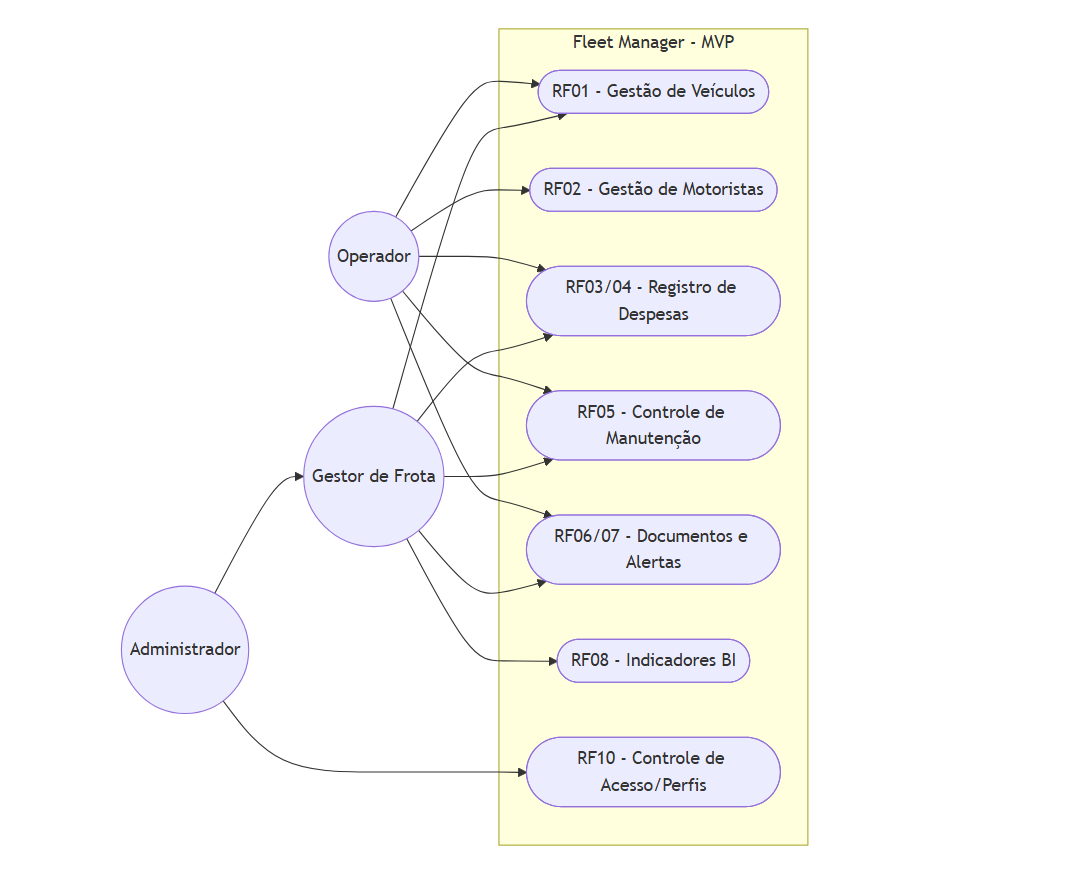 Fleet Manager - MVP
RF01 - Gestão de Veículos
RF02 - Gestão de Motoristas
Operador
RF03/04 - Registro de
Despesas
RF05 - Controle de
Manutenção
Gestor de Frota
RF06/07 - Documentos e
Alertas
Administrador
RF08 - Indicadores BI
RF10 - Controle de
Acesso/Perfis